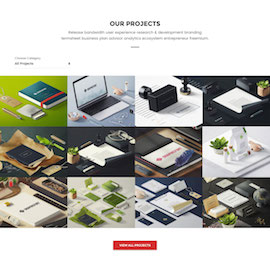 OUR PROJECTS
Release bandwidth user experience research & development branding
termsheet business plan advisor analytics ecosystem entrepreneur freemium.
Choose Category
All Projects
VIEW ALL PROJECTS